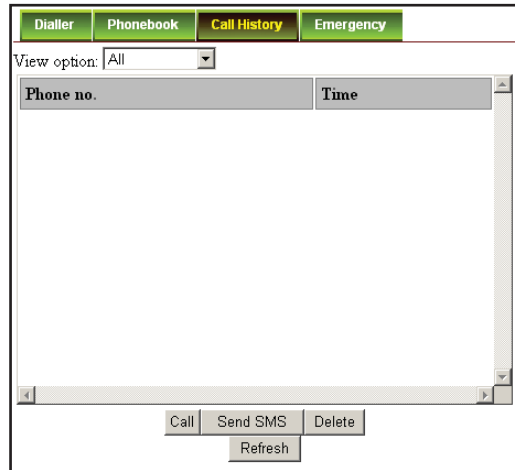 Dialler Phonebook Call History Emergency
View option: All
Phone no. Time
Call Send SMS Delete
Refresh